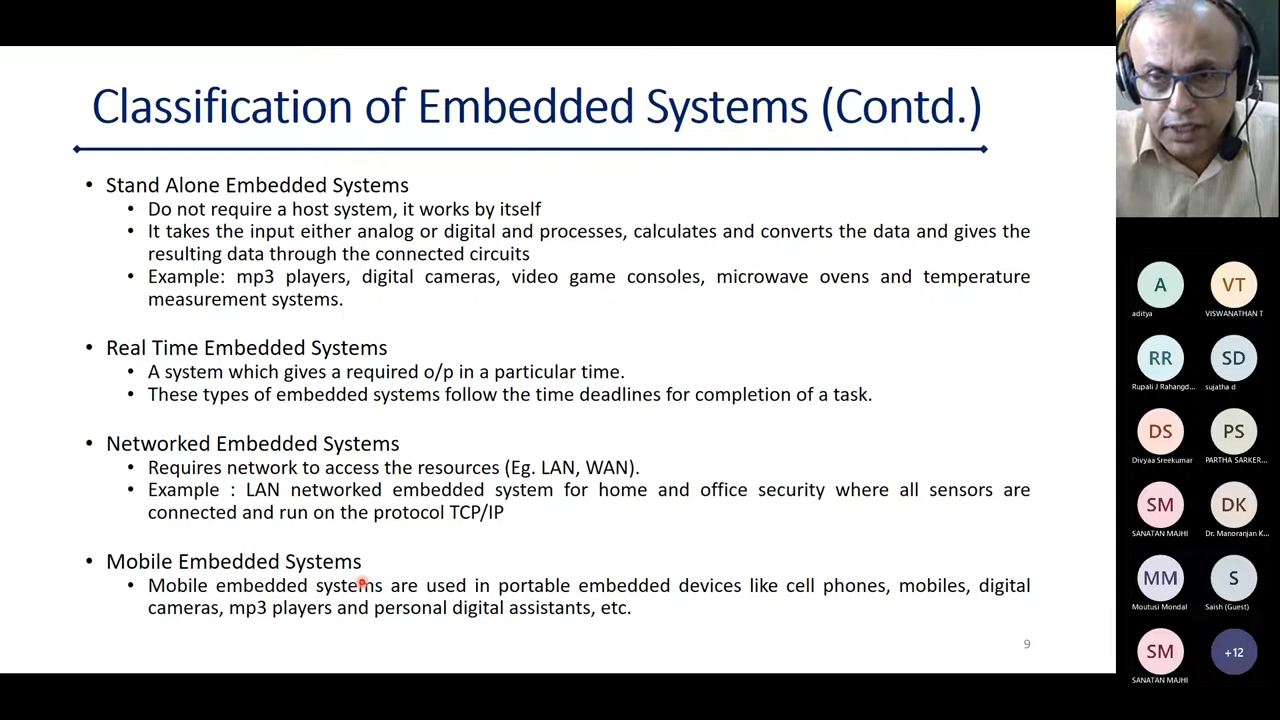 Classification of Embedded Systems (Contd.)
• Stand Alone Embedded Systems
• Do not require a host system, it works by itself
• It takes the input either analog or digital and processes, calculates and converts the data and gives the
resulting data through the connected circuits
• Example: mp3 players, digital cameras, video game consoles, microwave ovens and temperature
measurement systems.
• Real Time Embedded Systems
• A system which gives a required o/p in a particular time.
• These types of embedded systems follow the time deadlines for completion of a task.
• Networked Embedded Systems
• Requires network to access the resources (Eg. LAN, WAN).
• Example : LAN networked embedded system for home and office security where all sensors are
connected and run on the protocol TCP/IP
• Mobile Embedded Systems
• Mobile embedded systems are used in portable embedded devices like cell phones, mobiles, digital
cameras, mp3 players and personal digital assistants, etc.
9
A VT
aditya VISWANATHAN T
RR SD
Rupali J Rahangd... sujatha d
DS PS
Divyaa Sreekumar PARTHA SARKER...
SM DK
SANATAN MAJHI Dr. Manoranjan K...
MM S
Moutusi Mondal Saish (Guest)
SM +12
SANATAN MAJHI